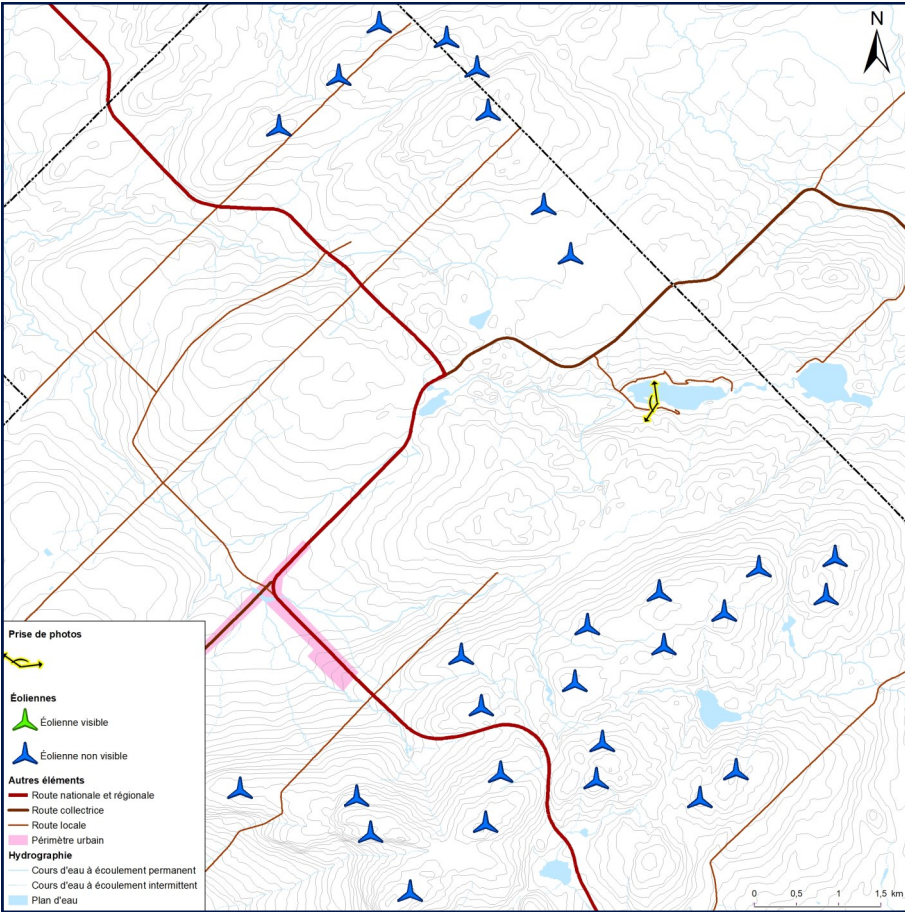 N
Prise de photos
Éoliennes
Éolienne visible
Éolienne non visible
Autres éléments
Route nationale et régionale
Route collectrice
Route locale
Périmètre urbain
Hydrographie
Cours d'eau à écoulement permanent
Cours d'eau à écoulement intermittent
Plan d'eau
0 0,5 1 1,5 km